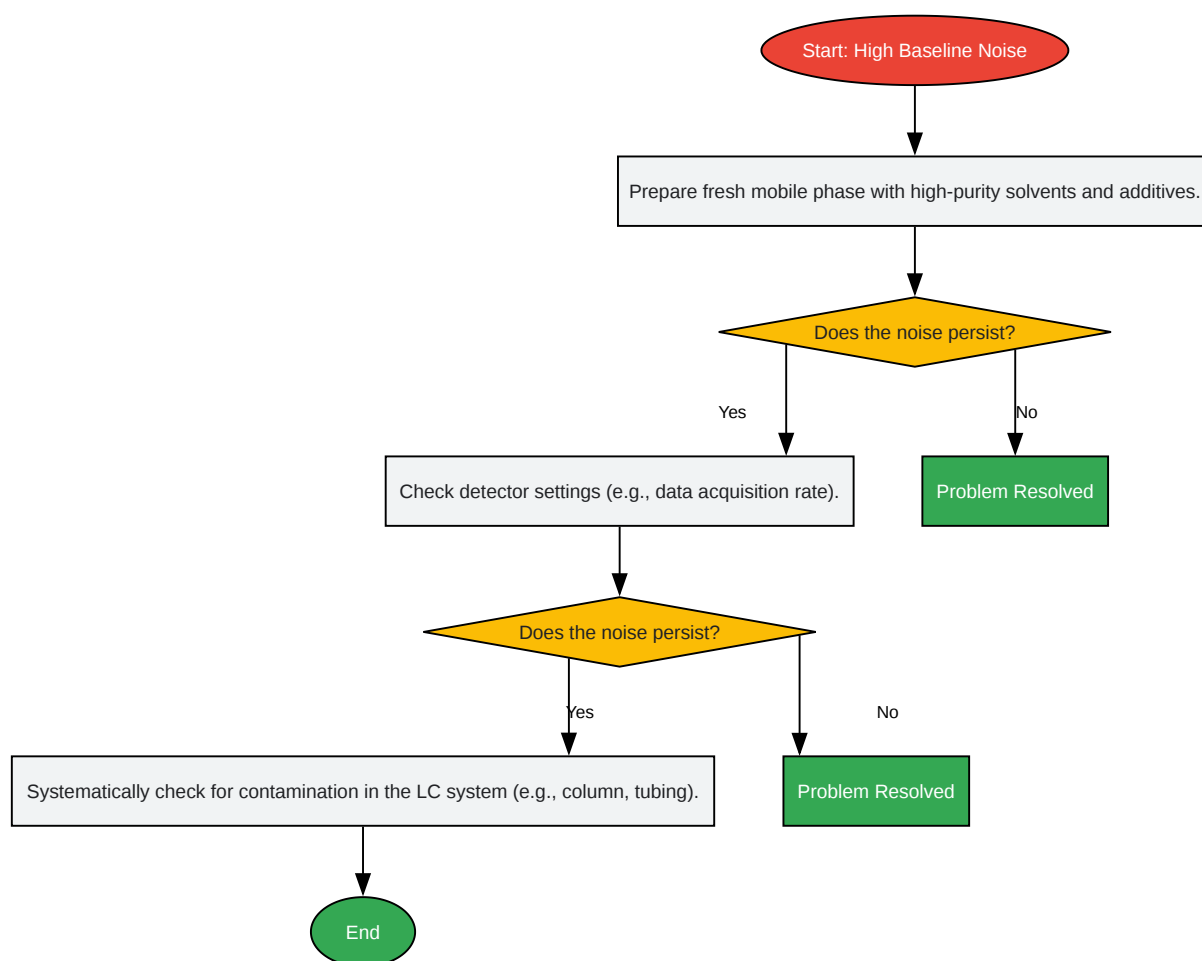 Start: High Baseline Noise
Prepare fresh mobile phase with high-purity solvents and additives.
Does the noise persist?
Yes
No
Check detector settings (e.g., data acquisition rate).
Problem Resolved
Does the noise persist?
Yes
No
Systematically check for contamination in the LC system (e.g., column, tubing).
Problem Resolved
End